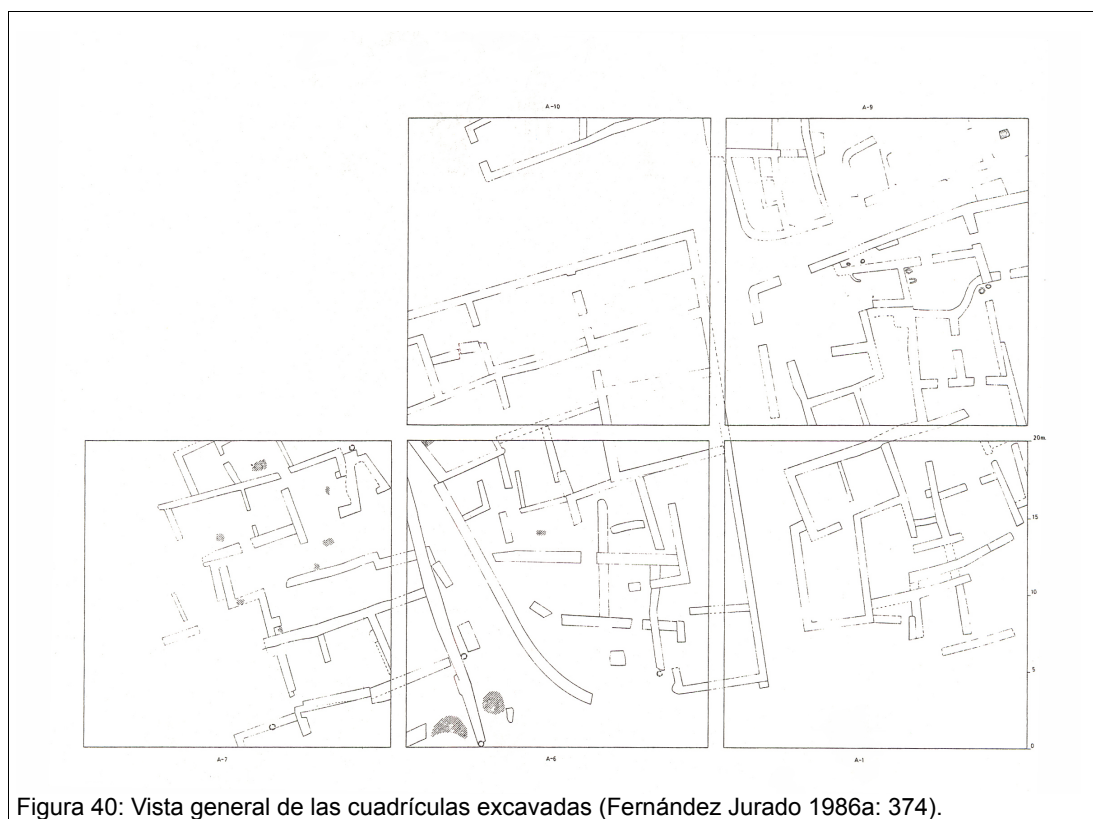 A-10
A-9
20m.
15
10
5
0
A-7
A-6
A-1
Figura 40: Vista general de las cuadrículas excavadas (Fernández Jurado 1986a: 374).